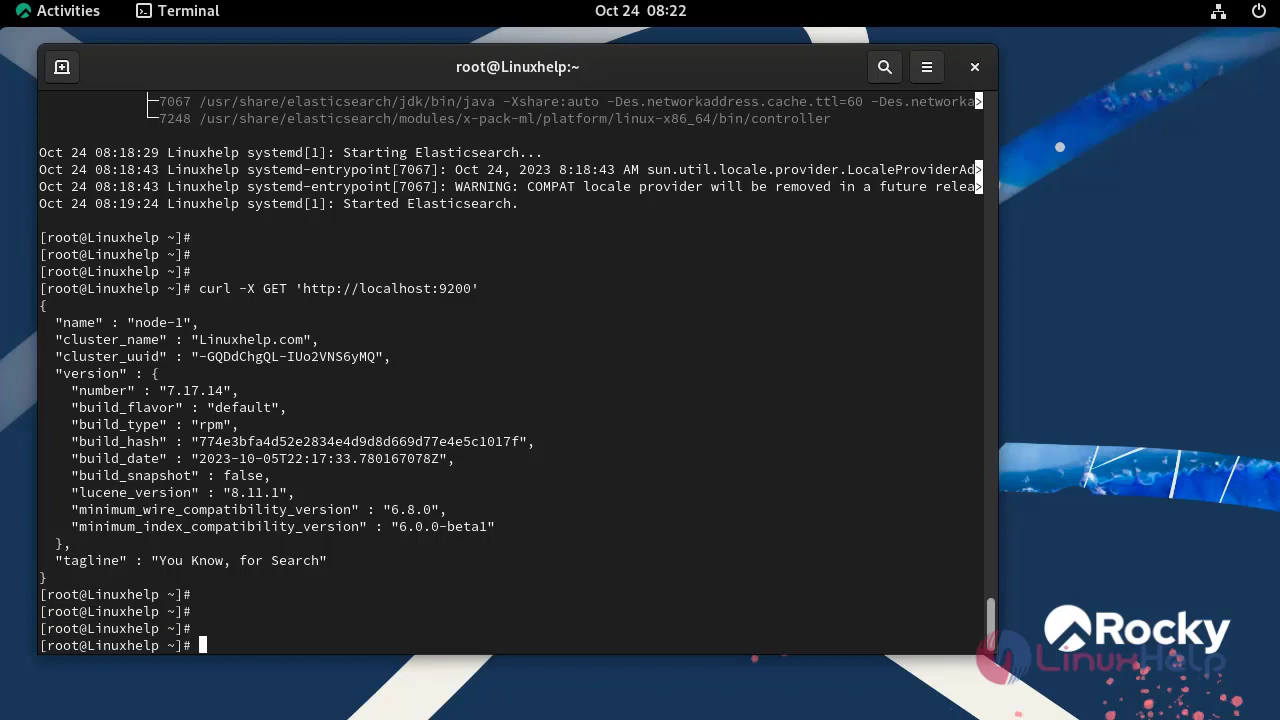 Activities Terminal Oct 24 08:22
root@Linuxhelp:~
├─7067 /usr/share/elasticsearch/jdk/bin/java -Xshare:auto -Des.networkaddress.cache.ttl=60 -Des.networka>
└─7248 /usr/share/elasticsearch/modules/x-pack-ml/platform/linux-x86_64/bin/controller
Oct 24 08:18:29 Linuxhelp systemd[1]: Starting Elasticsearch...
Oct 24 08:18:43 Linuxhelp systemd-entrypoint[7067]: Oct 24, 2023 8:18:43 AM sun.util.locale.provider.LocaleProviderAd>
Oct 24 08:18:43 Linuxhelp systemd-entrypoint[7067]: WARNING: COMPAT locale provider will be removed in a future relea>
Oct 24 08:19:24 Linuxhelp systemd[1]: Started Elasticsearch.
[root@Linuxhelp ~]#
[root@Linuxhelp ~]#
[root@Linuxhelp ~]#
[root@Linuxhelp ~]# curl -X GET 'http://localhost:9200'
{
  "name" : "node-1",
  "cluster_name" : "Linuxhelp.com",
  "cluster_uuid" : "-GQDdChgQL-IUo2VNS6yMQ",
  "version" : {
    "number" : "7.17.14",
    "build_flavor" : "default",
    "build_type" : "rpm",
    "build_hash" : "774e3bfa4d52e2834e4d9d8d669d77e4e5c1017f",
    "build_date" : "2023-10-05T22:17:33.780167078Z",
    "build_snapshot" : false,
    "lucene_version" : "8.11.1",
    "minimum_wire_compatibility_version" : "6.8.0",
    "minimum_index_compatibility_version" : "6.0.0-beta1"
  },
  "tagline" : "You Know, for Search"
}
[root@Linuxhelp ~]#
[root@Linuxhelp ~]#
[root@Linuxhelp ~]#
[root@Linuxhelp ~]#
Rocky
LinuxHelp